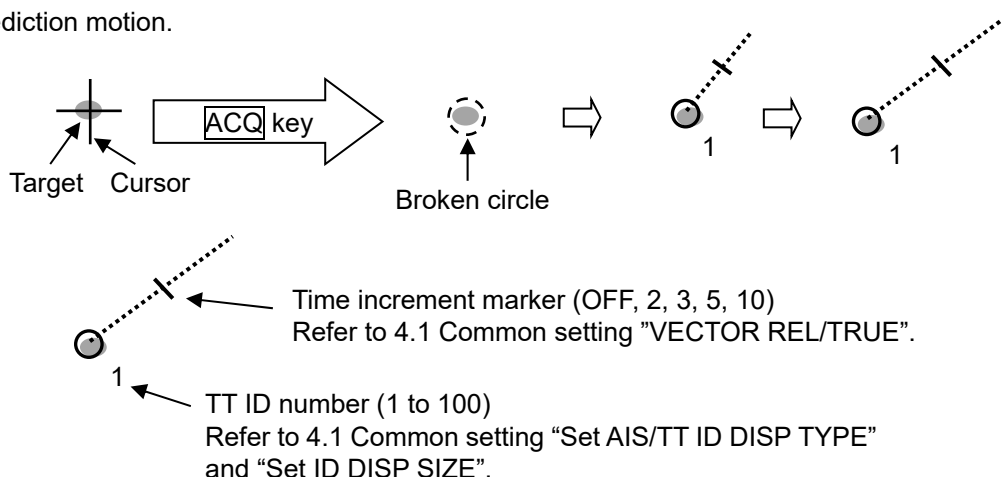 ediction motion.
ACQ key
1
1
Target Cursor
Broken circle
Time increment marker (OFF, 2, 3, 5, 10)
Refer to 4.1 Common setting ”VECTOR REL/TRUE”.
1
TT ID number (1 to 100)
Refer to 4.1 Common setting “Set AIS/TT ID DISP TYPE”
and “Set ID DISP SIZE”.